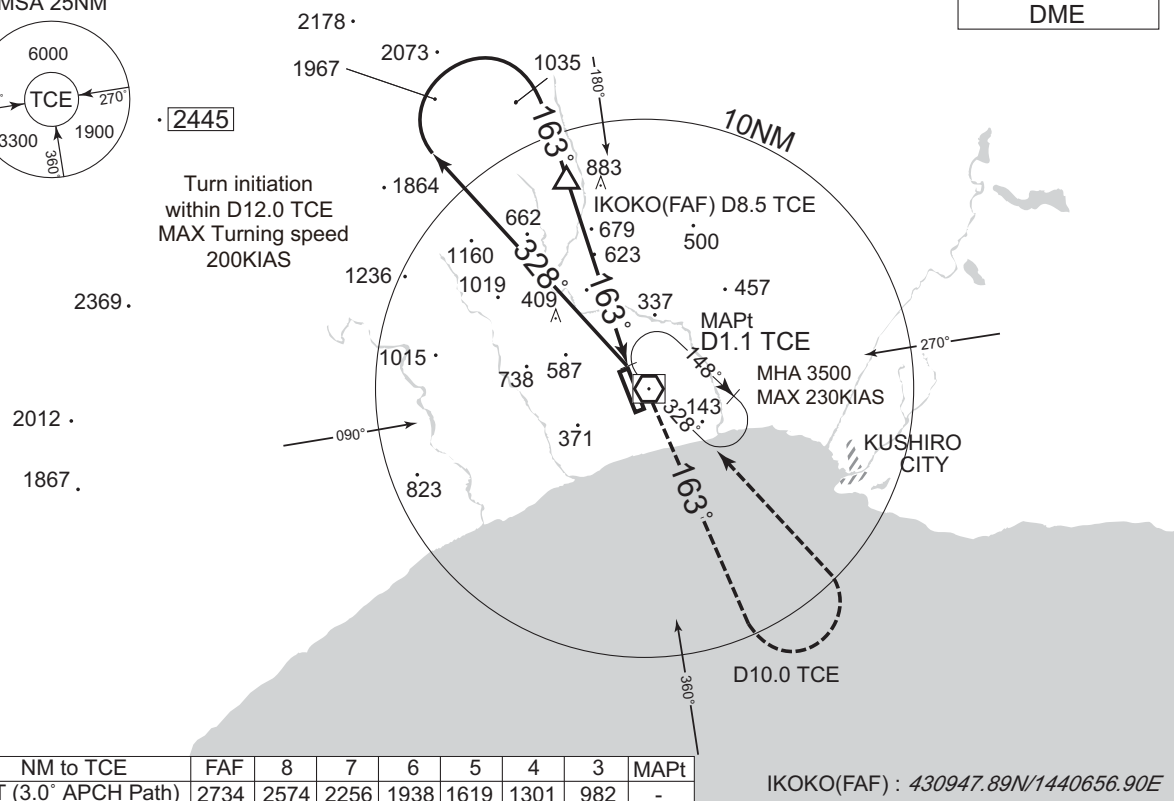 MSA 25NM
DME
6000
TCE
270°
3300
1900
360°
2178
2073
1967
1035
180°
163°
10NM
2445
883
1864
IKOKO(FAF) D8.5 TCE
Turn initiation
within D12.0 TCE
MAX Turning speed
200KIAS
662
679
500
1160
623
328°
1236
1019
409
163°
337
457
2369
MAPt
D1.1 TCE
270°
1015
738
587
148°
MHA 3500
MAX 230KIAS
2012
090°
328°
143
371
KUSHIRO
CITY
1867
823
163°
D10.0 TCE
360°
NM to TCE FAF 8 7 6 5 4 3 MAPt
T (3.0° APCH Path) 2734 2574 2256 1938 1619 1301 982 -
IKOKO(FAF) : 430947.89N/1440656.90E